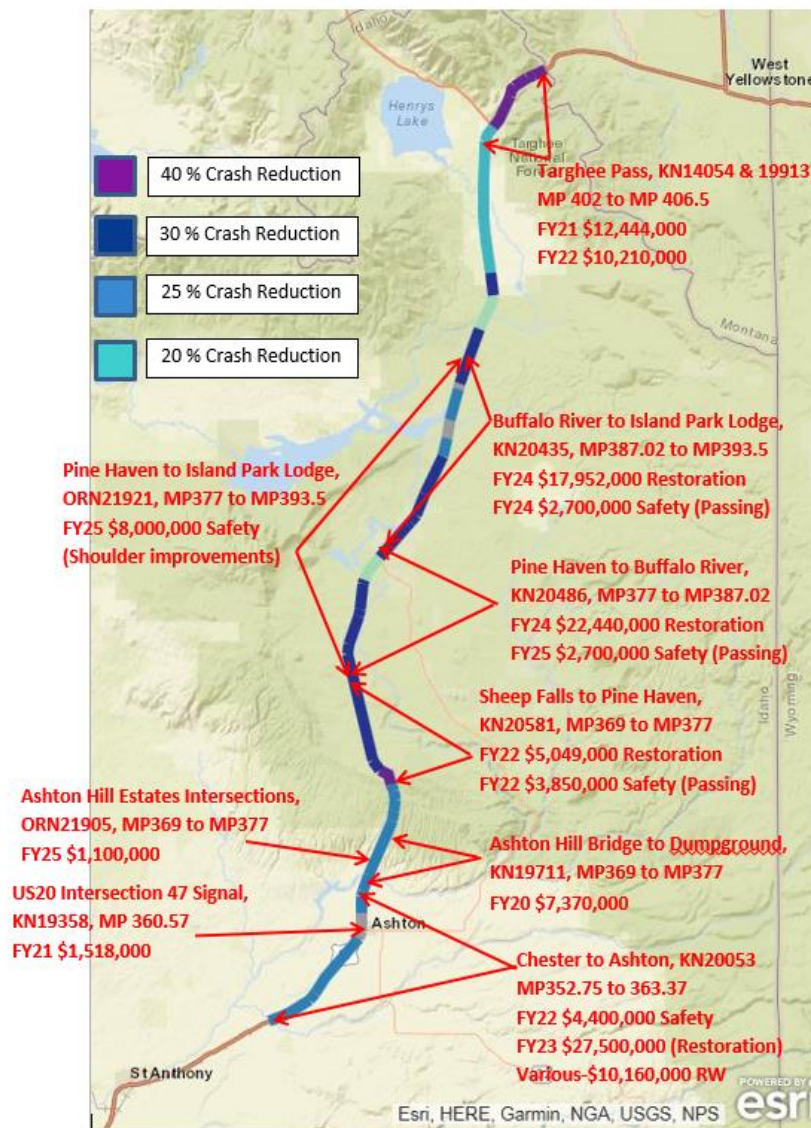 West
Yellowstone
Henrys
Lake
Targhee
National
Forest
40 % Crash Reduction
30 % Crash Reduction
25 % Crash Reduction
20 % Crash Reduction
Targhee Pass, KN14054 & 19913
MP 402 to MP 406.5
FY21 $12,444,000
FY22 $10,210,000
Montana
Buffalo River to Island Park Lodge,
KN20435, MP387.02 to MP393.5
FY24 $17,952,000 Restoration
FY24 $2,700,000 Safety (Passing)
Pine Haven to Island Park Lodge,
ORN21921, MP377 to MP393.5
FY25 $8,000,000 Safety
(Shoulder improvements)
Pine Haven to Buffalo River,
KN20486, MP377 to MP387.02
FY24 $22,440,000 Restoration
FY25 $2,700,000 Safety (Passing)
Idaho
Wyoming
Sheep Falls to Pine Haven,
KN20581, MP369 to MP377
FY22 $5,049,000 Restoration
FY22 $3,850,000 Safety (Passing)
Ashton Hill Estates Intersections,
ORN21905, MP369 to MP377
FY25 $1,100,000
Ashton Hill Bridge to Dumpground,
KN19711, MP369 to MP377
FY20 $7,370,000
US20 Intersection 47 Signal,
KN19358, MP 360.57
FY21 $1,518,000
Ashton
Chester to Ashton, KN20053
MP352.75 to 363.37
FY22 $4,400,000 Safety
FY23 $27,500,000 (Restoration)
Various-$10,160,000 RW
St Anthony
POWERED BY
esri
Esri, HERE, Garmin, NGA, USGS, NPS